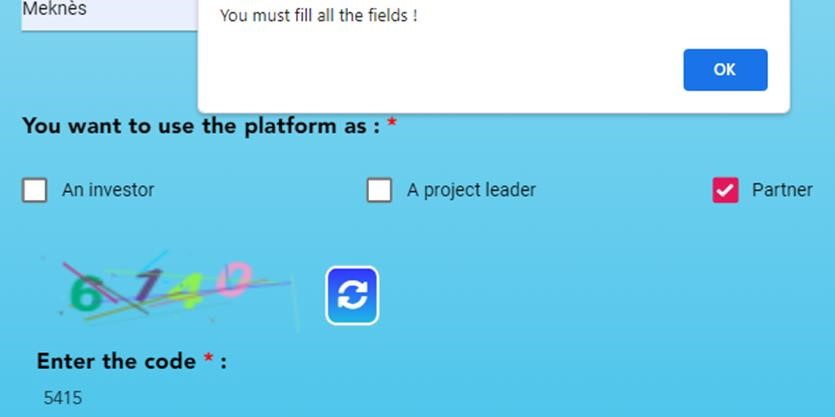 Meknès
You must fill all the fields !
OK
You want to use the platform as : *
An investor
A project leader
Partner
Enter the code * :
5415